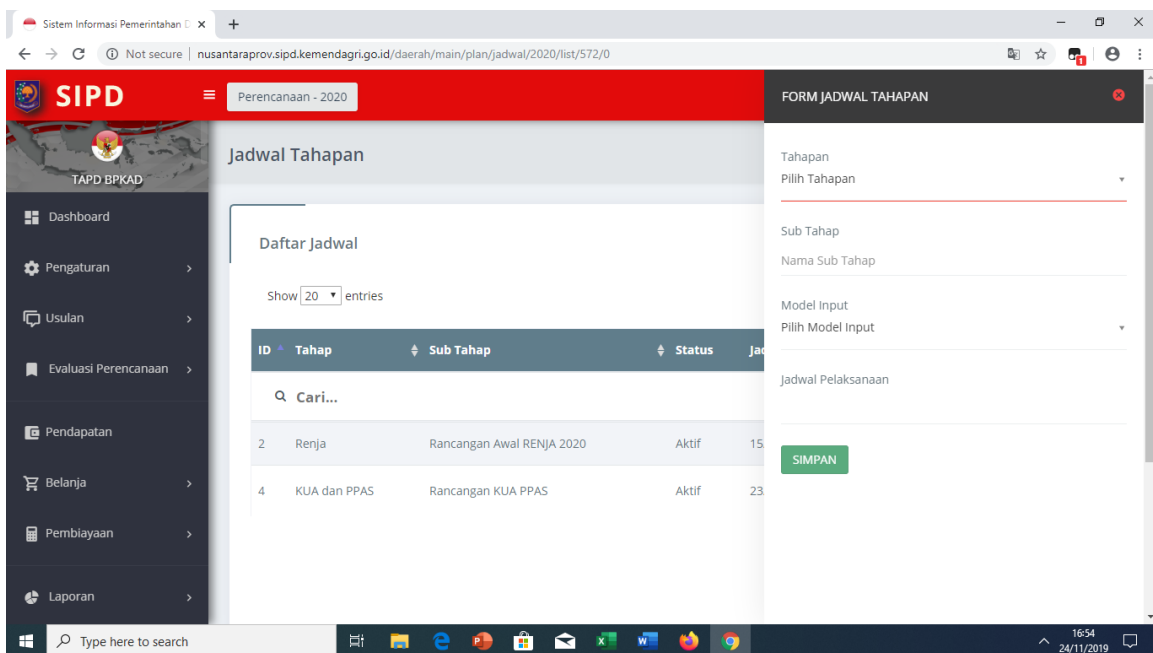 Sistem Informasi Pemerintahan D
Not secure | nusantaraprov.sipd.kemendagri.go.id/daerah/main/plan/jadwal/2020/list/572/0
1
SIPD
Perencanaan - 2020
FORM JADWAL TAHAPAN
TAPD BPKAD
Jadwal Tahapan
Tahapan
Pilih Tahapan
Dashboard
Pengaturan
Usulan
Evaluasi Perencanaan
Pendapatan
Belanja
Pembiayaan
Laporan
Daftar Jadwal
Show 20 entries
ID Tahap Sub Tahap Status Jad
Cari...
2 Renja Rancangan Awal RENJA 2020 Aktif 15.
4 KUA dan PPAS Rancangan KUA PPAS Aktif 23.
Sub Tahap
Nama Sub Tahap
Model Input
Pilih Model Input
Jadwal Pelaksanaan
SIMPAN
Type here to search
16:54
24/11/2019